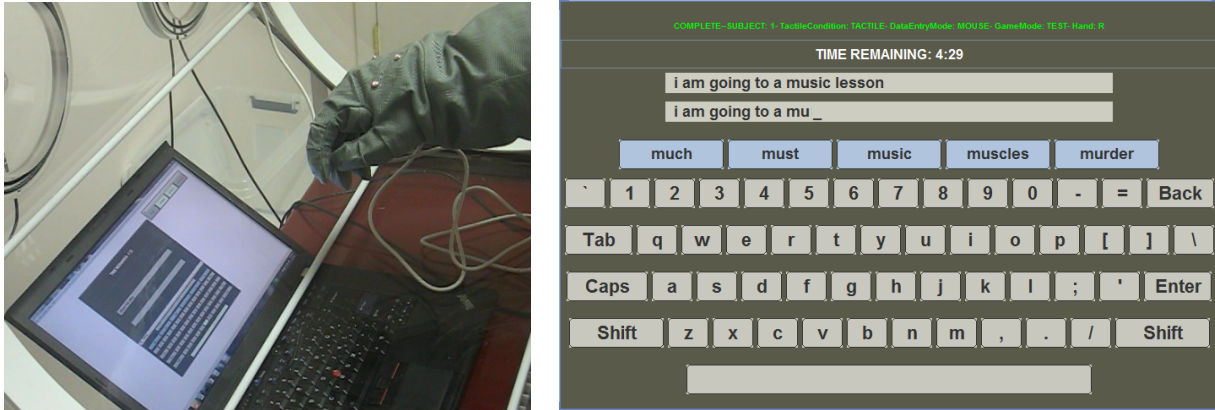 COMPLETE--SUBJECT: 1- TactileCondition: TACTILE- DataEntryMode: MOUSE- GameMode: TEST- Hand: R
TIME REMAINING: 4:29
i am going to a music lesson
i am going to a mu _
much must music muscles murder
` 1 2 3 4 5 6 7 8 9 0 - = Back
Tab q w e r t y u i o p [ ] \
Caps a s d f g h j k l ; ' Enter
Shift z x c v b n m , . / Shift